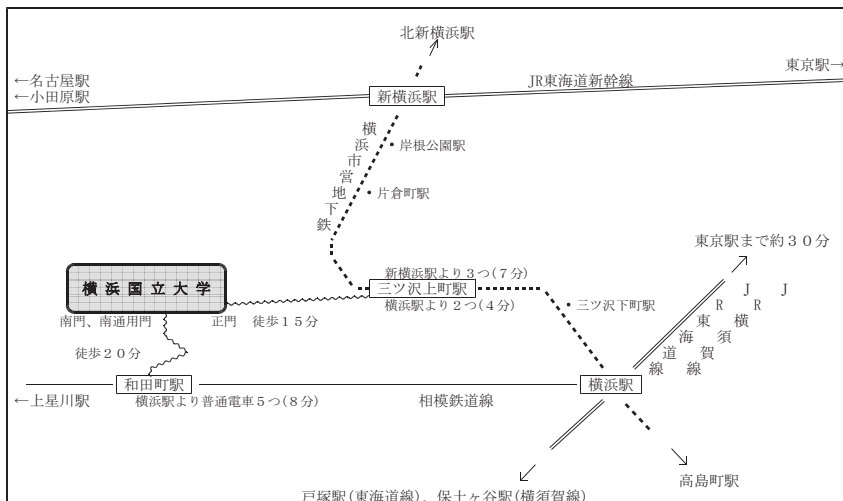 北新横浜駅
東京駅→
←名古屋駅
←小田原駅
JR東海道新幹線
新横浜駅
横浜市営地下鉄
岸根公園駅
片倉町駅
東京駅まで約３０分
新横浜駅より３つ(７分)
三ツ沢上町駅
横浜駅より２つ(４分)
横浜国立大学
南門、南通用門
正門　徒歩１５分
三ツ沢下町駅
JR東海道線
JR横須賀線
徒歩２０分
和田町駅
横浜駅
←上星川駅
横浜駅より普通電車５つ(８分)
相模鉄道線
高島町駅
戸塚駅(東海道線)、保土ヶ谷駅(横須賀線)